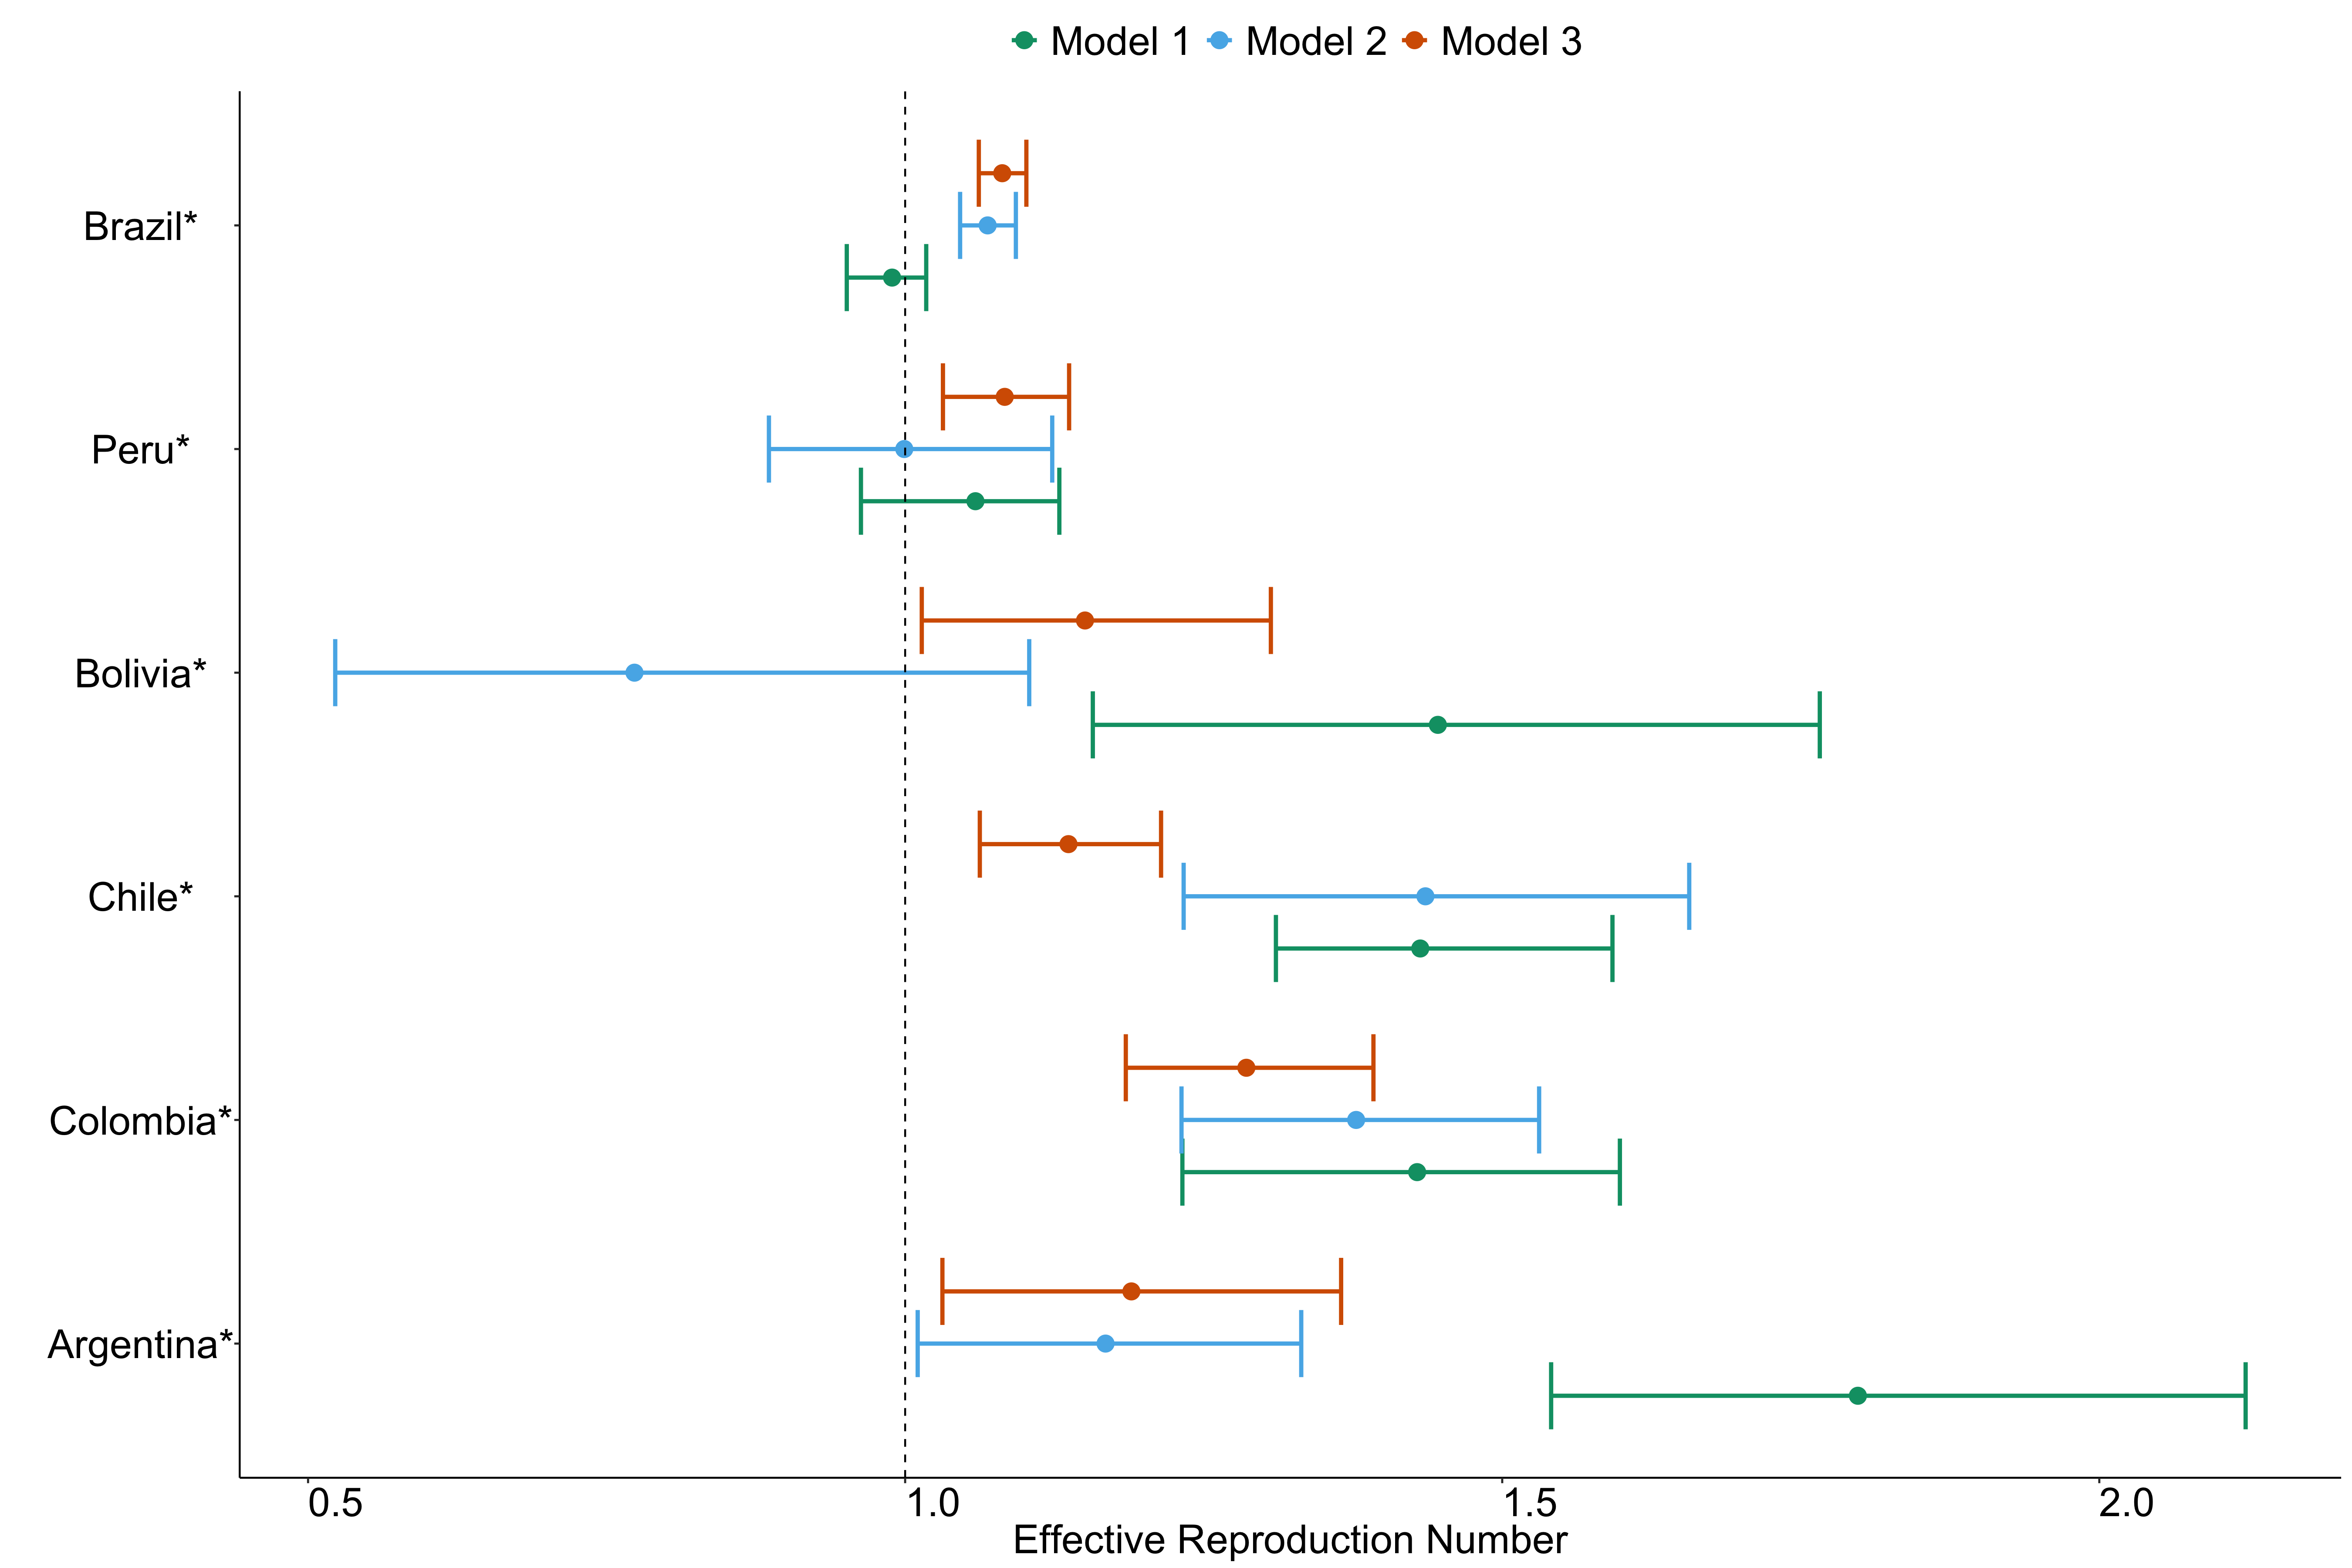 Model 1 Model 2 Model 3
Brazil*
Peru*
Bolivia*
Chile*
Colombia*
Argentina*
0.5 1.0 1.5 2.0
Effective Reproduction Number